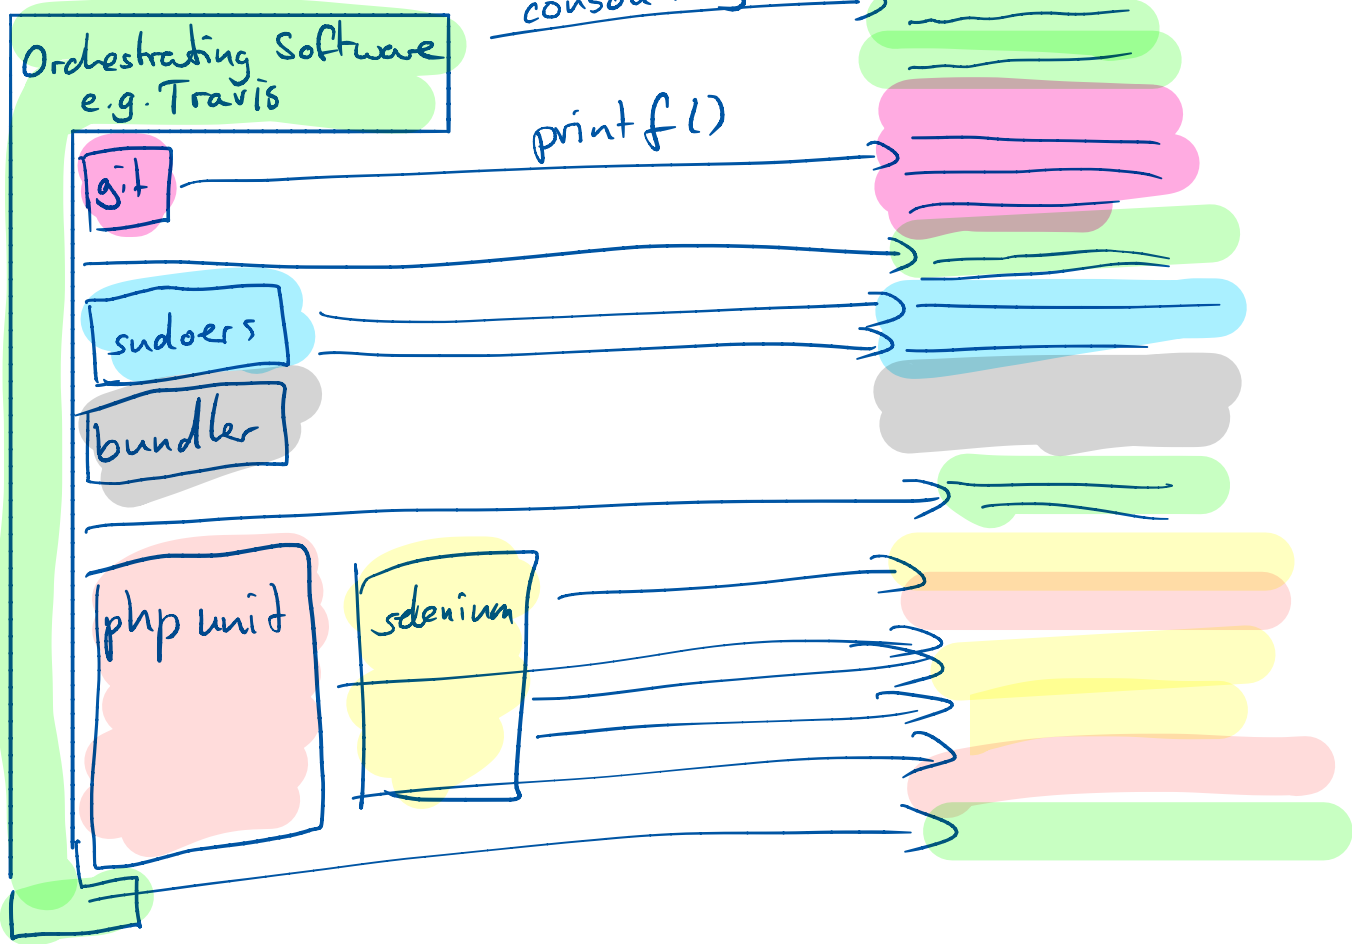 Orchestrating Software
e.g. Travis
printf()
git
sudoers
bundler
php unit
selenium